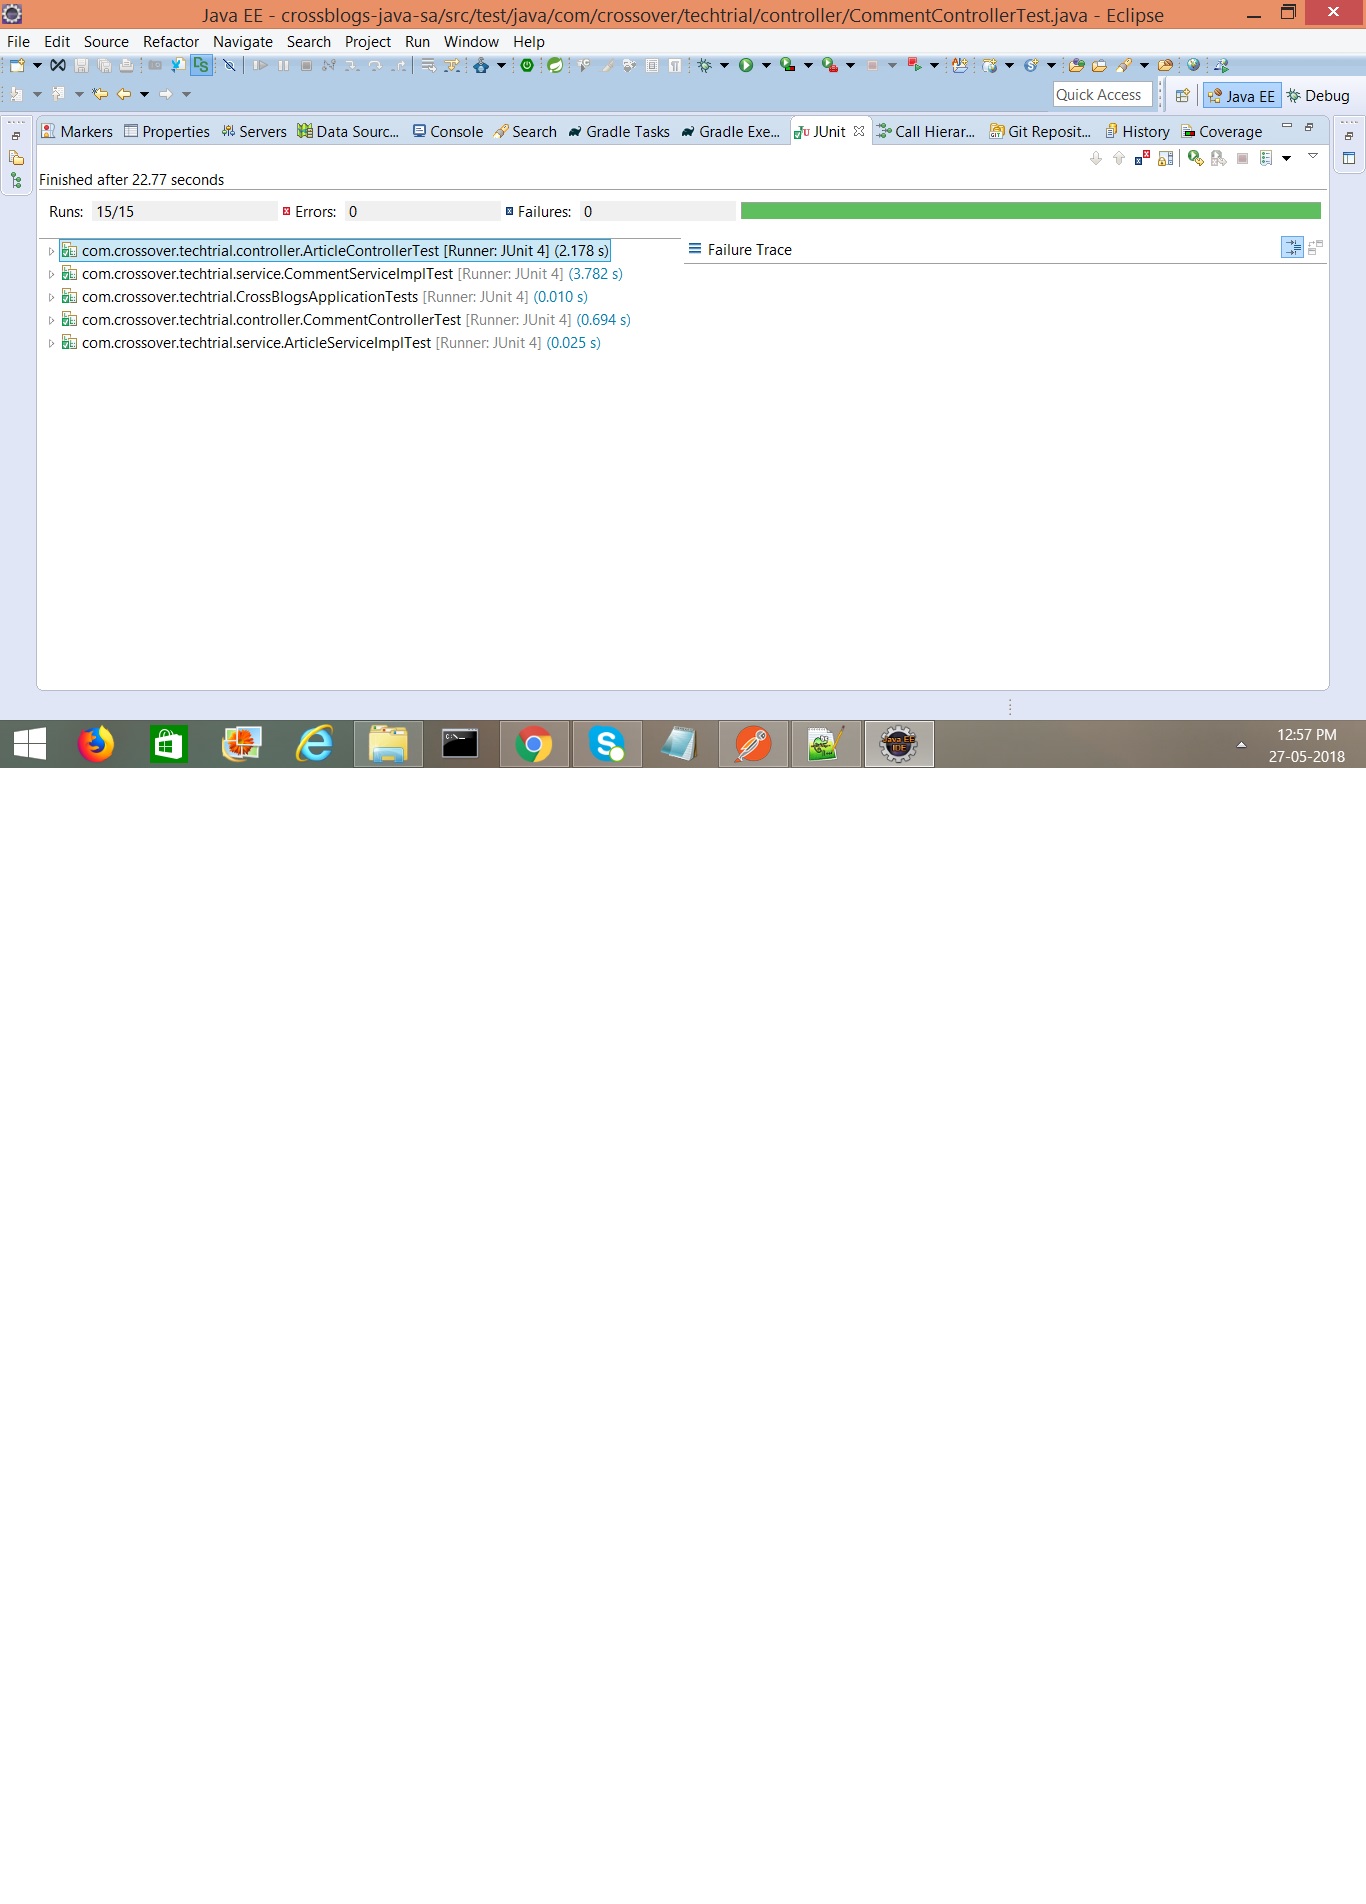 Java EE - crossblogs-java-sa/src/test/java/com/crossover/techtrial/controller/CommentControllerTest.java - Eclipse
File Edit Source Refactor Navigate Search Project Run Window Help
Quick Access Java EE Debug
Markers Properties Servers Data Sourc... Console Search Gradle Tasks Gradle Exe... JUnit Call Hierar... Git Reposit... History Coverage
Finished after 22.77 seconds
Runs: 15/15 Errors: 0 Failures: 0
com.crossover.techtrial.controller.ArticleControllerTest [Runner: JUnit 4] (2.178 s)
Failure Trace
com.crossover.techtrial.service.CommentServiceImplTest [Runner: JUnit 4] (3.782 s)
com.crossover.techtrial.CrossBlogsApplicationTests [Runner: JUnit 4] (0.010 s)
com.crossover.techtrial.controller.CommentControllerTest [Runner: JUnit 4] (0.694 s)
com.crossover.techtrial.service.ArticleServiceImplTest [Runner: JUnit 4] (0.025 s)
Java EE
IDE
12:57 PM
27-05-2018